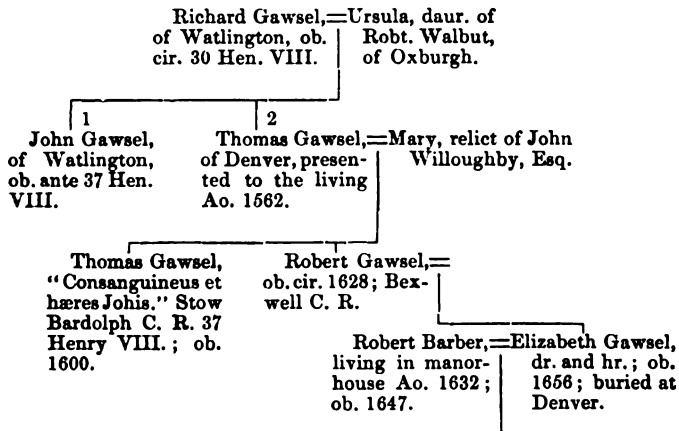 Richard Gawsel,=Ursula, daur. of
of Watlington, ob. Robt. Walbut,
cir. 30 Hen. VIII. of Oxburgh.
1 2
John Gawsel, Thomas Gawsel,=Mary, relict of John
of Watlington, of Denver, presen- Willoughby, Esq.
ob. ante 37 Hen. ted to the living
VIII. Ao. 1562.
Thomas Gawsel, Robert Gawsel,=
"Consanguineus et ob. cir. 1628; Bex-
hæres Johis." Stow well C. R.
Bardolph C. R. 37
Henry VIII.; ob. Robert Barber,=Elizabeth Gawsel,
1600. living in manor- dr. and hr.; ob.
house Ao. 1632; 1656; buried at
ob. 1647. Denver.